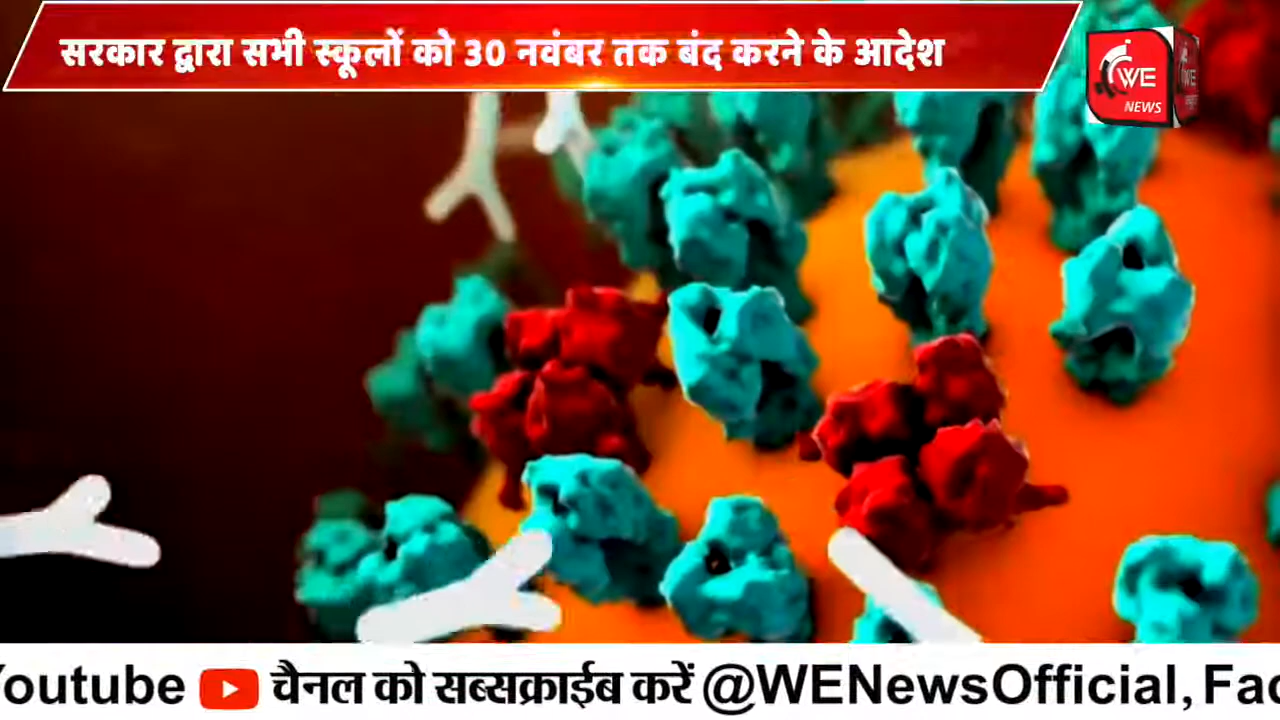 सरकार द्वारा सभी स्कूलों को 30 नवंबर तक बंद करने के आदेश
WE
NEWS
Youtube चैनल को सब्सक्राईब करें @WENewsOfficial, Fac